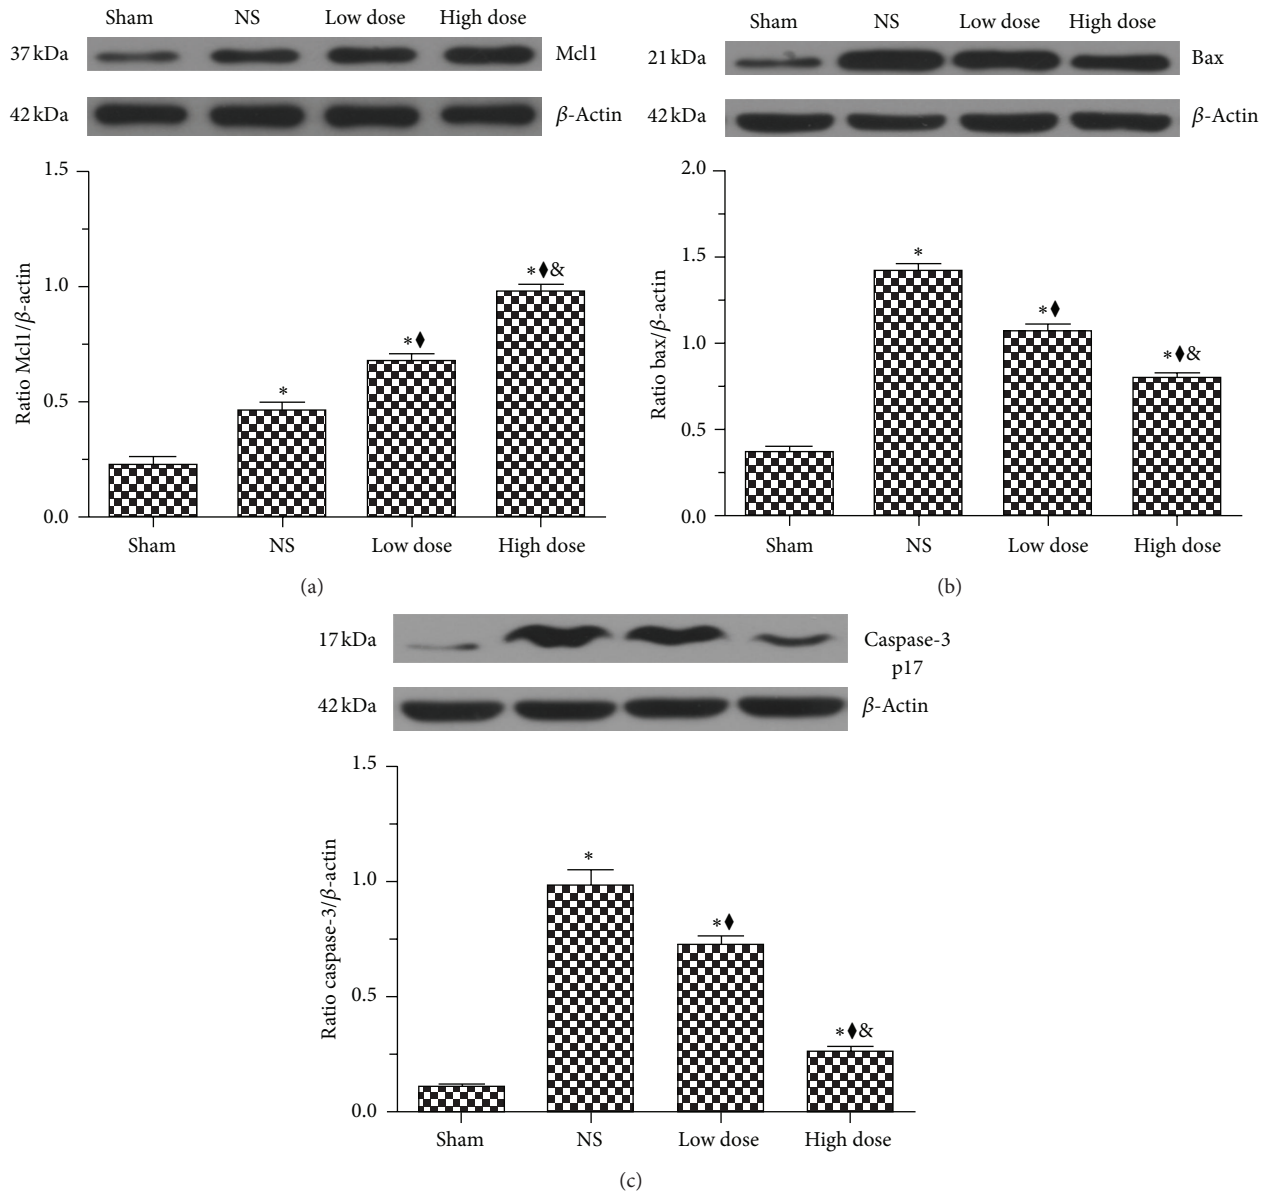 Sham NS Low dose High dose
37 kDa Mcl1
42 kDa β-Actin
1.5
1.0
0.5
0.0
Ratio Mcl1/β-actin
*
*♦
*♦&
Sham NS Low dose High dose
(a)
Sham NS Low dose High dose
21 kDa Bax
42 kDa β-Actin
2.0
1.5
1.0
0.5
0.0
Ratio bax/β-actin
*
*♦
*♦&
Sham NS Low dose High dose
(b)
17 kDa Caspase-3
p17
42 kDa β-Actin
1.5
1.0
0.5
0.0
Ratio caspase-3/β-actin
*
*♦
*♦&
Sham NS Low dose High dose
(c)